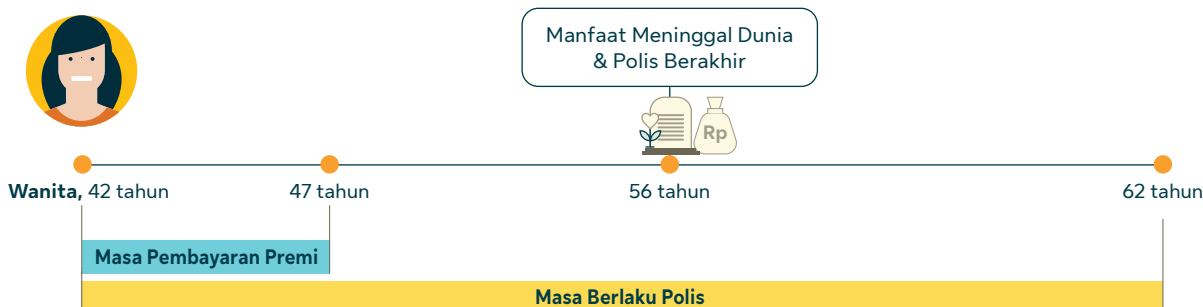 Manfaat Meninggal Dunia
& Polis Berakhir
Rp
Wanita, 42 tahun
47 tahun
56 tahun
62 tahun
Masa Pembayaran Premi
Masa Berlaku Polis